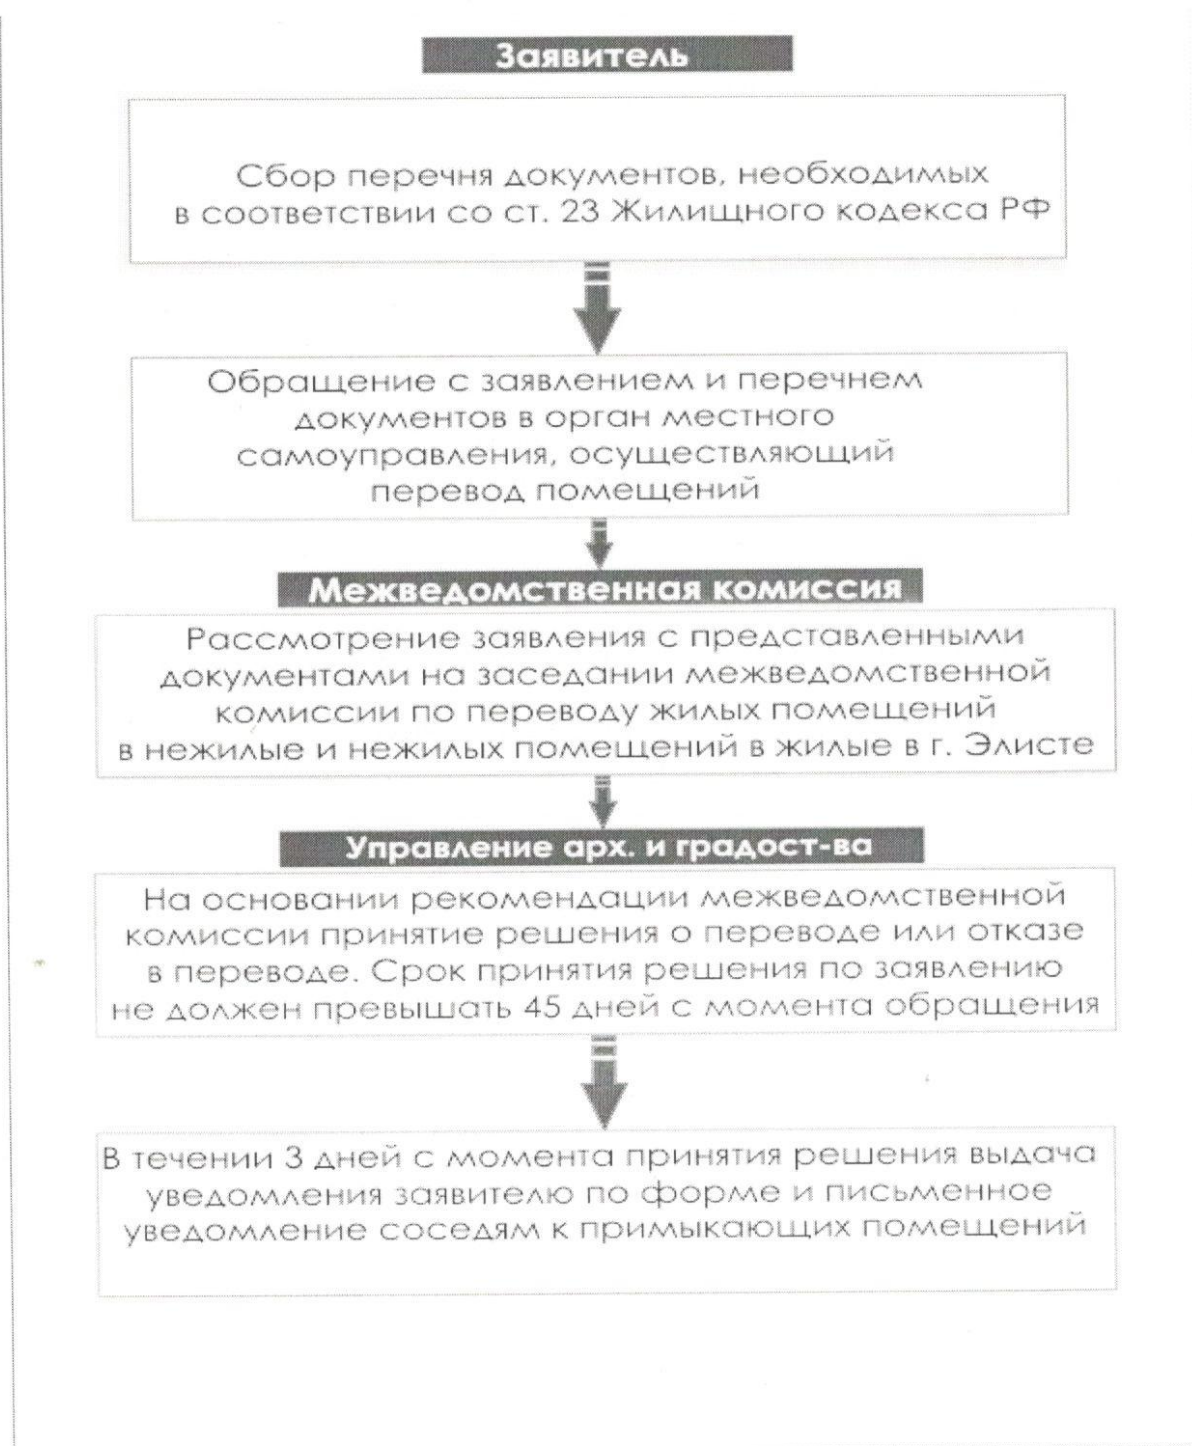 Заявитель
Сбор перечня документов, необходимых
в соответствии со ст. 23 Жилищного кодекса РФ
Обращение с заявлением и перечнем
документов в орган местного
самоуправления, осуществляющий
перевод помещений
Межведомственная комиссия
Рассмотрение заявления с представленными
документами на заседании межведомственной
комиссии по переводу жилых помещений
в нежилые и нежилых помещений в жилые в г. Элисте
Управление арх. и градост-ва
На основании рекомендации межведомственной
комиссии принятие решения о переводе или отказе
в переводе. Срок принятия решения по заявлению
не должен превышать 45 дней с момента обращения
В течении 3 дней с момента принятия решения выдача
уведомления заявителю по форме и письменное
уведомление соседям к примыкающих помещений